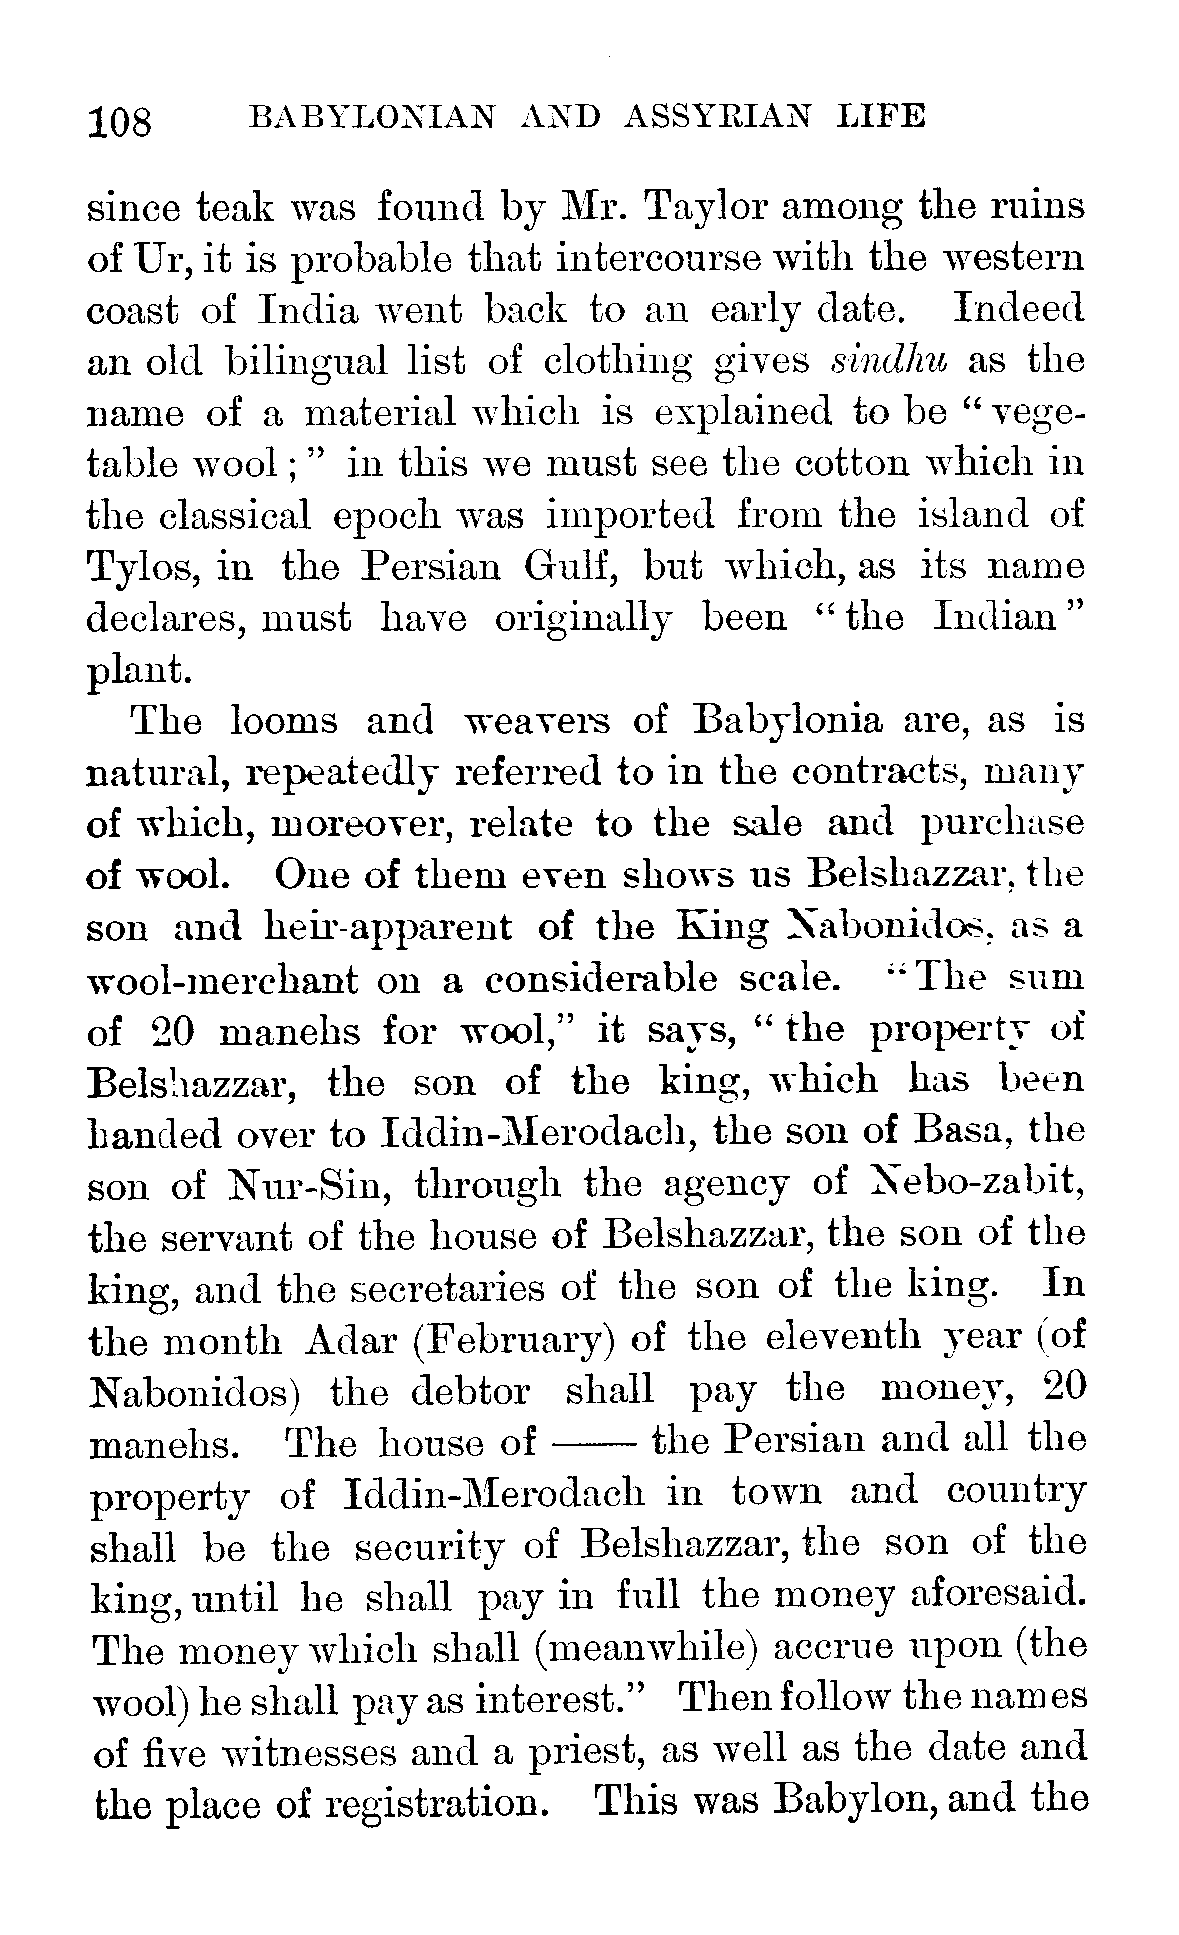 108 BABYLONIAN AND ASSYRIAN LIFE
since teak was found by Mr. Taylor among the ruins
of Ur, it is probable that intercourse with the western
coast of India went back to an early date. Indeed
an old bilingual list of clothing gives sindhu as the
name of a material which is explained to be “ vege-
table wool ; ” in this we must see the cotton which in
the classical epoch was imported from the island of
Tylos, in the Persian Gulf, but which, as its name
declares, must have originally been “ the Indian ”
plant.
The looms and weavers of Babylonia are, as is
natural, repeatedly referred to in the contracts, many
of which, moreover, relate to the sale and purchase
of wool. One of them even shows us Belshazzar, the
son and heir-apparent of the King Nabonidos, as a
wool-merchant on a considerable scale. “ The sum
of 20 manehs for wool,” it says, “ the property of
Belshazzar, the son of the king, which has been
handed over to Iddin-Merodach, the son of Basa, the
son of Nur-Sin, through the agency of Nebo-zabit,
the servant of the house of Belshazzar, the son of the
king, and the secretaries of the son of the king. In
the month Adar (February) of the eleventh year (of
Nabonidos) the debtor shall pay the money, 20
manehs. The house of —— the Persian and all the
property of Iddin-Merodach in town and country
shall be the security of Belshazzar, the son of the
king, until he shall pay in full the money aforesaid.
The money which shall (meanwhile) accrue upon (the
wool) he shall pay as interest.” Then follow the names
of five witnesses and a priest, as well as the date and
the place of registration. This was Babylon, and the